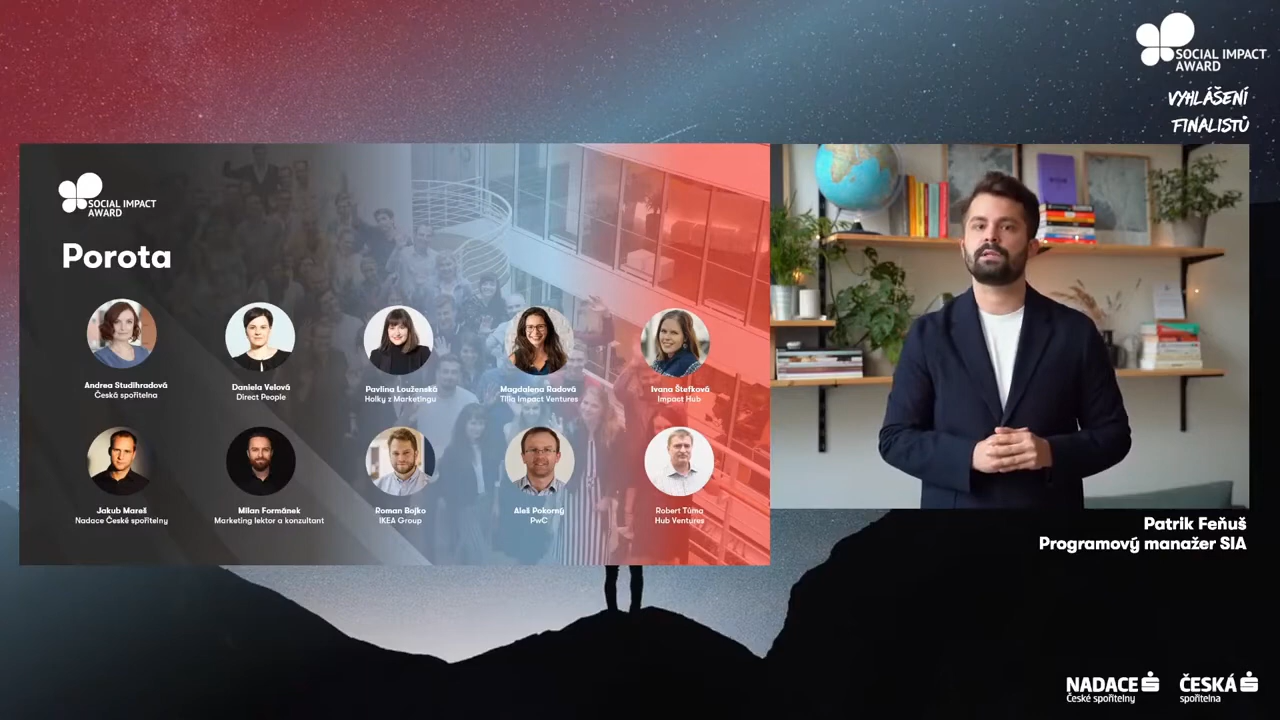 SOCIAL IMPACT
AWARD
VYHLÁŠENÍ
FINALISTŮ
SOCIAL IMPACT
AWARD
Porota
Andrea Studihradová
Česká spořitelna
Daniela Velová
Direct People
Pavlína Louženská
Holky z Marketingu
Magdalena Radová
Tilia Impact Ventures
Ivana Štefková
Impact Hub
Jakub Mareš
Nadace České spořitelny
Milan Formánek
Marketing lektor a konzultant
Roman Bojko
IKEA Group
Aleš Pokorný
PwC
Robert Tůma
Hub Ventures
Patrik Feňuš
Programový manažer SIA
NADACE
České spořitelny
ČESKÁ
spořitelna